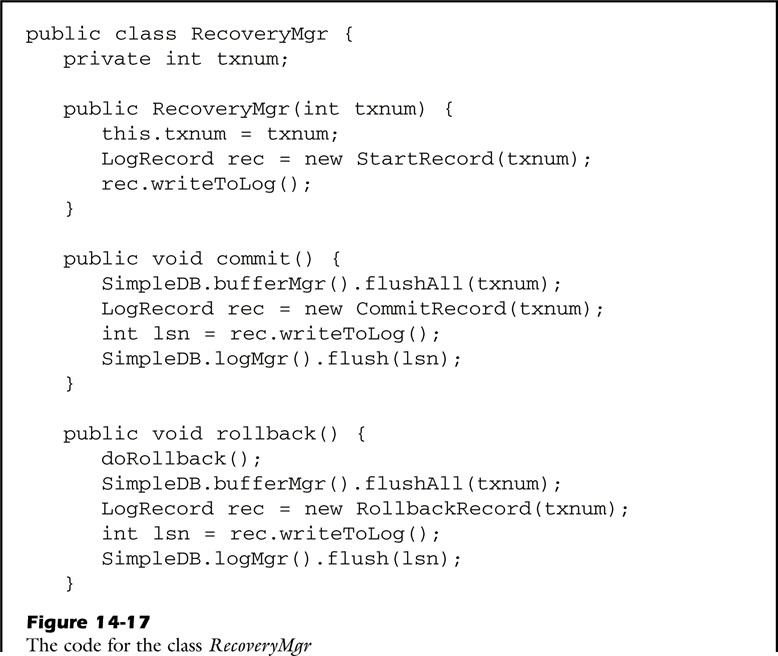 public class RecoveryMgr {
private int txnum;
public RecoveryMgr(int txnum) {
this.txnum = txnum;
LogRecord rec = new StartRecord(txnum);
rec.writeToLog();
}
public void commit() {
SimpleDB.bufferMgr().flushAll(txnum);
LogRecord rec = new CommitRecord(txnum);
int lsn = rec.writeToLog();
SimpleDB.logMgr().flush(lsn);
}
public void rollback() {
doRollback();
SimpleDB.bufferMgr().flushAll(txnum);
LogRecord rec = new RollbackRecord(txnum);
int lsn = rec.writeToLog();
SimpleDB.logMgr().flush(lsn);
}
Figure 14-17
The code for the class RecoveryMgr